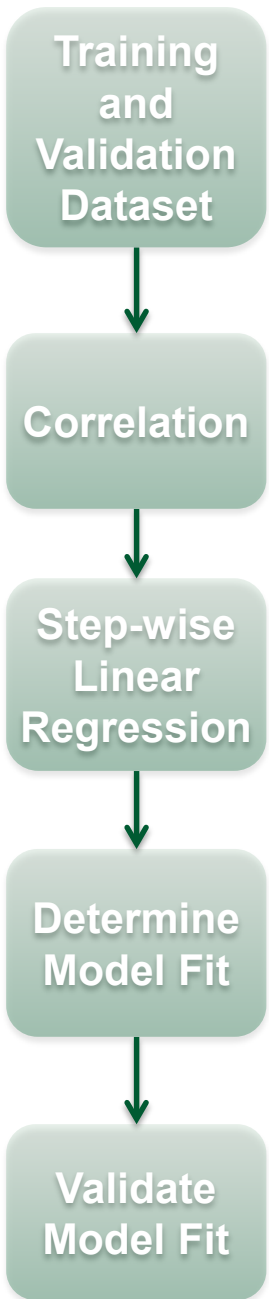 Training
and
Validation
Dataset
Correlation
Step-wise
Linear
Regression
Determine
Model Fit
Validate
Model Fit